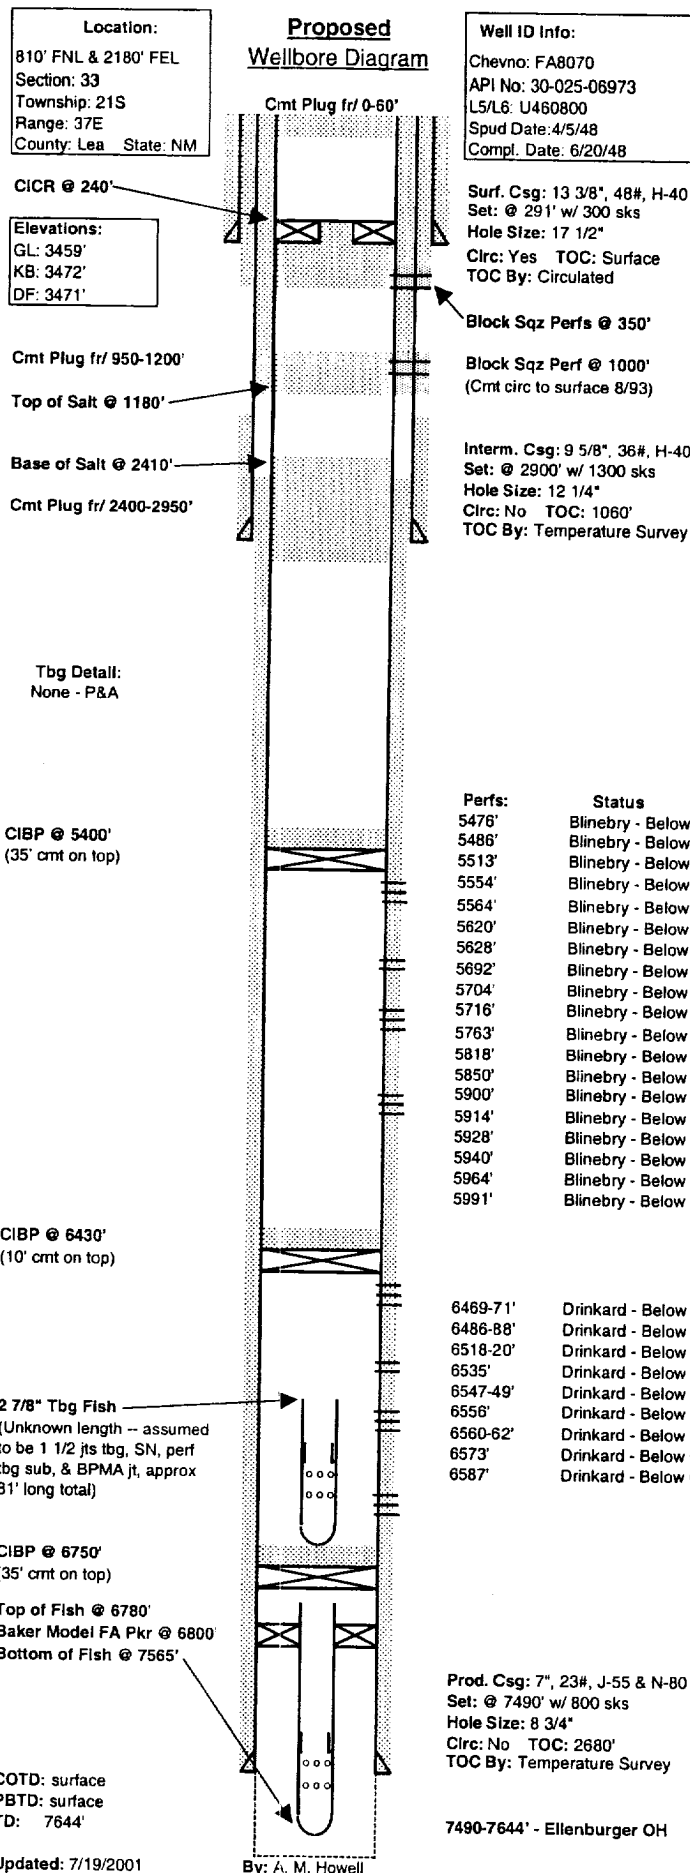 Location:
810' FNL & 2180' FEL
Section: 33
Township: 21S
Range: 37E
County: Lea State: NM
Proposed
Wellbore Diagram
Cmt Plug fr/ 0-60'
Well ID Info:
Chevno: FA8070
API No: 30-025-06973
L5/L6: U460800
Spud Date:4/5/48
Compl. Date: 6/20/48
CICR @ 240'
Elevations:
GL: 3459'
KB: 3472'
DF: 3471'
Surf. Csg: 13 3/8", 48#, H-40
Set: @ 291' w/ 300 sks
Hole Size: 17 1/2"
Circ: Yes TOC: Surface
TOC By: Circulated
Block Sqz Perfs @ 350'
Cmt Plug fr/ 950-1200'
Block Sqz Perf @ 1000'
(Cmt circ to surface 8/93)
Top of Salt @ 1180'
Base of Salt @ 2410'
Cmt Plug fr/ 2400-2950'
Interm. Csg: 9 5/8", 36#, H-40
Set: @ 2900' w/ 1300 sks
Hole Size: 12 1/4"
Circ: No TOC: 1060'
TOC By: Temperature Survey
Tbg Detail:
None - P&A
CIBP @ 5400'
(35' cmt on top)
Perfs: Status
5476' Blinebry - Below
5486' Blinebry - Below
5513' Blinebry - Below
5554' Blinebry - Below
5564' Blinebry - Below
5620' Blinebry - Below
5628' Blinebry - Below
5692' Blinebry - Below
5704' Blinebry - Below
5716' Blinebry - Below
5763' Blinebry - Below
5818' Blinebry - Below
5850' Blinebry - Below
5900' Blinebry - Below
5914' Blinebry - Below
5928' Blinebry - Below
5940' Blinebry - Below
5964' Blinebry - Below
5991' Blinebry - Below
CIBP @ 6430'
(10' cmt on top)
6469-71' Drinkard - Below
6486-88' Drinkard - Below
6518-20' Drinkard - Below
6535' Drinkard - Below
6547-49' Drinkard - Below
6556' Drinkard - Below
6560-62' Drinkard - Below
6573' Drinkard - Below
6587' Drinkard - Below
2 7/8" Tbg Fish
(Unknown length -- assumed
to be 1 1/2 jts tbg, SN, perf
tbg sub, & BPMA jt, approx
81' long total)
CIBP @ 6750'
(35' cmt on top)
Top of Fish @ 6780'
Baker Model FA Pkr @ 6800'
Bottom of Fish @ 7565'
Prod. Csg: 7", 23#, J-55 & N-80
Set: @ 7490' w/ 800 sks
Hole Size: 8 3/4"
Circ: No TOC: 2680'
TOC By: Temperature Survey
COTD: surface
PBTD: surface
TD: 7644'
7490-7644' - Ellenburger OH
Updated: 7/19/2001
By: A. M. Howell